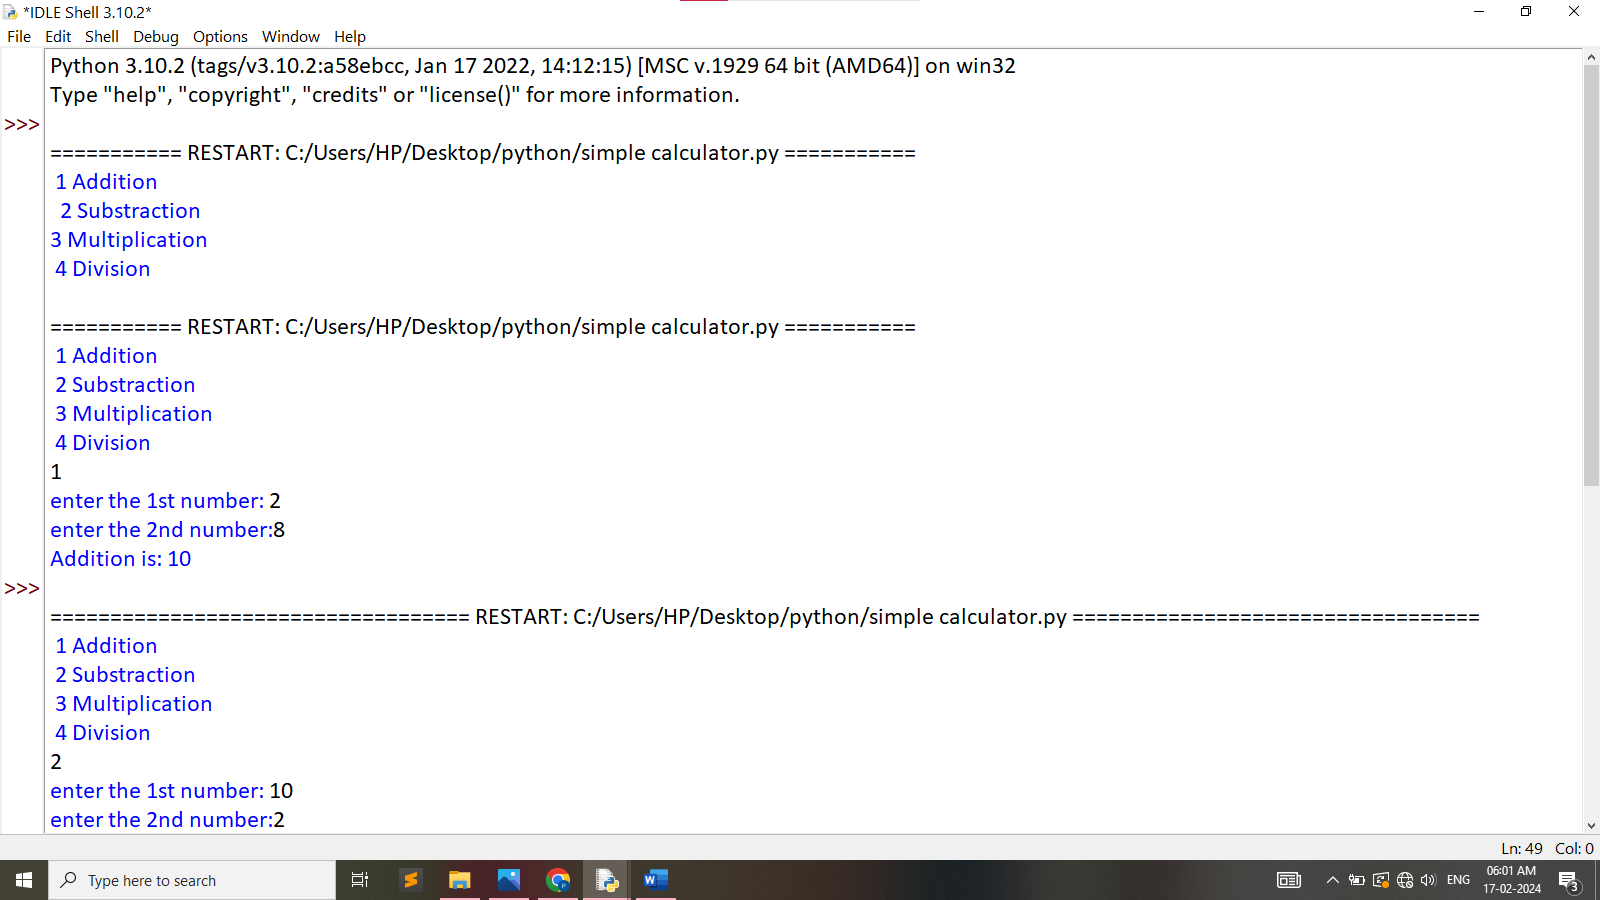 *IDLE Shell 3.10.2*
File Edit Shell Debug Options Window Help
Python 3.10.2 (tags/v3.10.2:a58ebcc, Jan 17 2022, 14:12:15) [MSC v.1929 64 bit (AMD64)] on win32
Type "help", "copyright", "credits" or "license()" for more information.
>>>
=========== RESTART: C:/Users/HP/Desktop/python/simple calculator.py ===========
1 Addition
2 Substraction
3 Multiplication
4 Division
=========== RESTART: C:/Users/HP/Desktop/python/simple calculator.py ===========
1 Addition
2 Substraction
3 Multiplication
4 Division
1
enter the 1st number: 2
enter the 2nd number:8
Addition is: 10
>>>
=================================== RESTART: C:/Users/HP/Desktop/python/simple calculator.py ==================================
1 Addition
2 Substraction
3 Multiplication
4 Division
2
enter the 1st number: 10
enter the 2nd number:2
Ln: 49 Col: 0
Type here to search
ENG
06:01 AM
17-02-2024
3